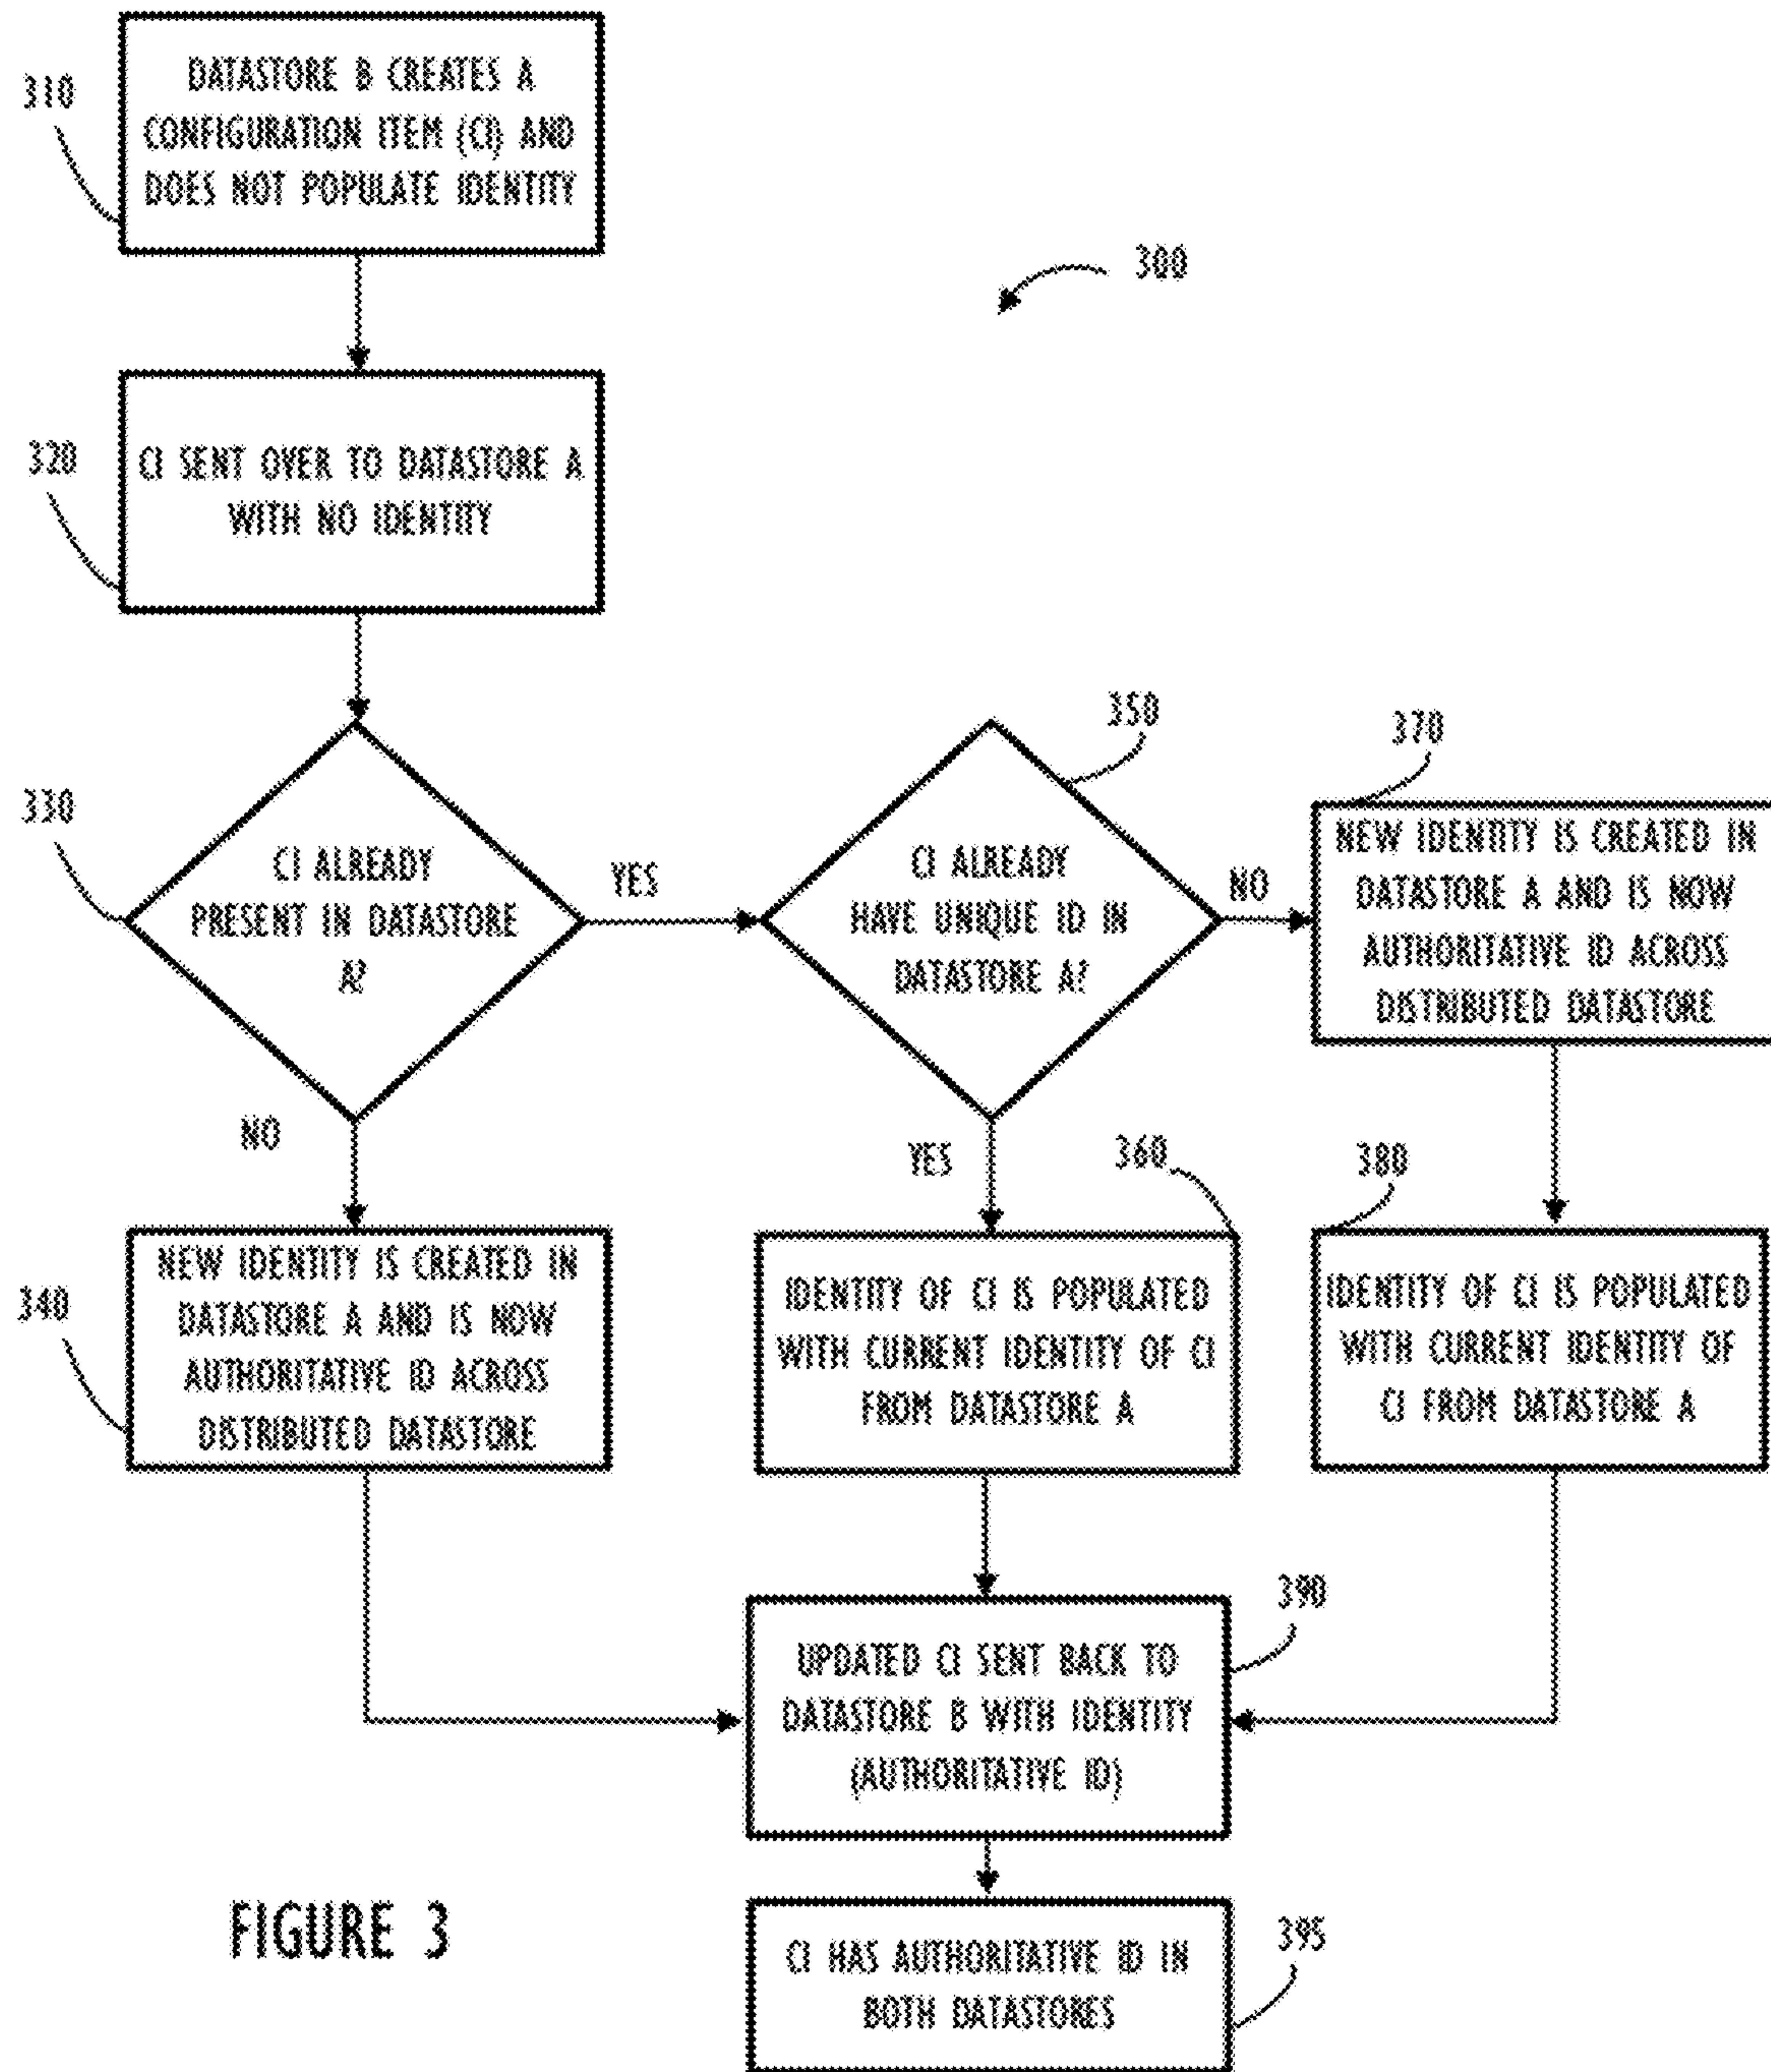 310
DATASTORE B CREATES A
CONFIGURATION ITEM (CI) AND
DOES NOT POPULATE IDENTITY
300
320
CI SENT OVER TO DATASTORE A
WITH NO IDENTITY
330
CI ALREADY
PRESENT IN DATASTORE
A?
YES
NO
350
CI ALREADY
HAVE UNIQUE ID IN
DATASTORE A?
NO
YES
370
NEW IDENTITY IS CREATED IN
DATASTORE A AND IS NOW
AUTHORITATIVE ID ACROSS
DISTRIBUTED DATASTORE
340
NEW IDENTITY IS CREATED IN
DATASTORE A AND IS NOW
AUTHORITATIVE ID ACROSS
DISTRIBUTED DATASTORE
360
IDENTITY OF CI IS POPULATED
WITH CURRENT IDENTITY OF CI
FROM DATASTORE A
380
IDENTITY OF CI IS POPULATED
WITH CURRENT IDENTITY OF
CI FROM DATASTORE A
390
UPDATED CI SENT BACK TO
DATASTORE B WITH IDENTITY
(AUTHORITATIVE ID)
395
CI HAS AUTHORITATIVE ID IN
BOTH DATASTORES
FIGURE 3